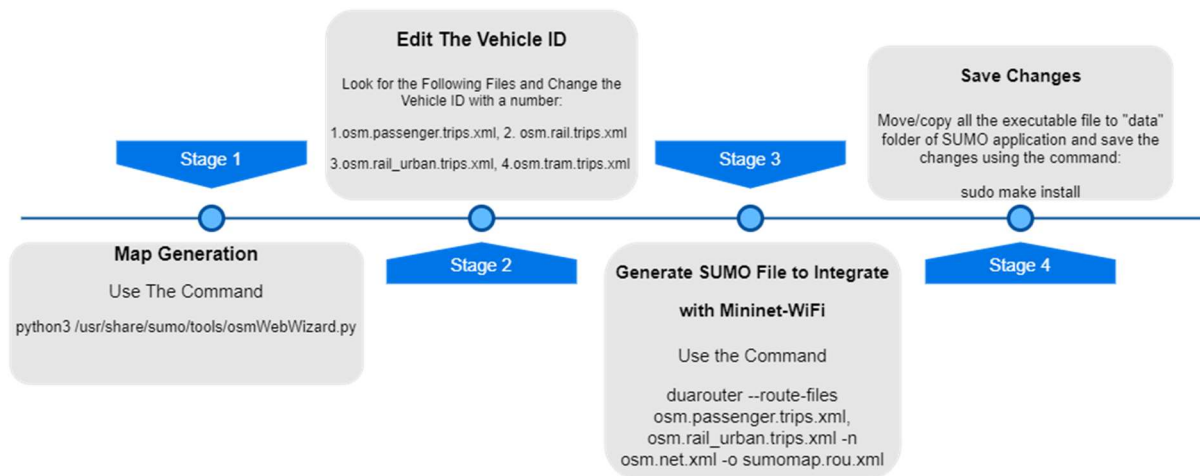 Stage 1
Map Generation
Use The Command
python3 /usr/share/sumo/tools/osmWebWizard.py
Edit The Vehicle ID
Look for the Following Files and Change the
Vehicle ID with a number:
1.osm.passenger.trips.xml, 2. osm.rail.trips.xml
3.osm.rail_urban.trips.xml, 4.osm.tram.trips.xml
Stage 2
Stage 3
Generate SUMO File to Integrate
with Mininet-WiFi
Use the Command
duarouter --route-files
osm.passenger.trips.xml,
osm.rail_urban.trips.xml -n
osm.net.xml -o sumomap.rou.xml
Save Changes
Move/copy all the executable file to "data"
folder of SUMO application and save the
changes using the command:
sudo make install
Stage 4